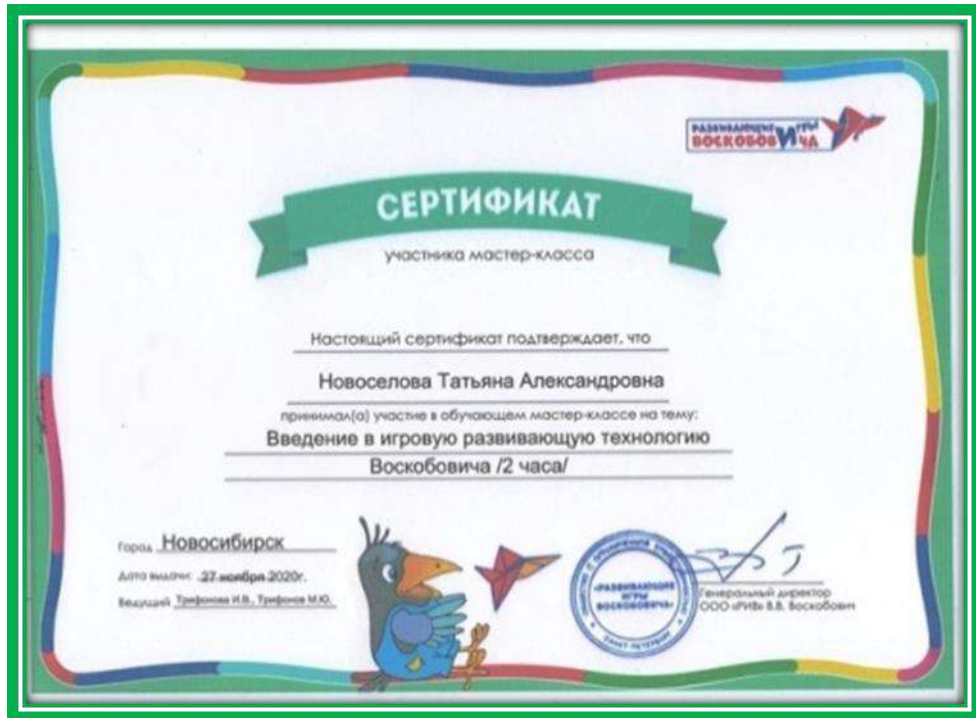 РАЗВИВАЮЩИЕ ИГРЫ
ВОСКОБОВИЧА
СЕРТИФИКАТ
участника мастер-класса
Настоящий сертификат подтверждает, что
Новоселова Татьяна Александровна
принимал(а) участие в обучающем мастер-классе на тему:
Введение в игровую развивающую технологию
Воскобовича /2 часа/
Город Новосибирск
Дата выдачи: 27 ноября 2020г.
Ведущий Трифонова И.В., Трифонов М.Ю.
«РАЗВИВАЮЩИЕ
ИГРЫ
ВОСКОБОВИЧА»
САНКТ-ПЕТЕРБУРГ
Генеральный директор
ООО «РИВ» В.В. Воскобович